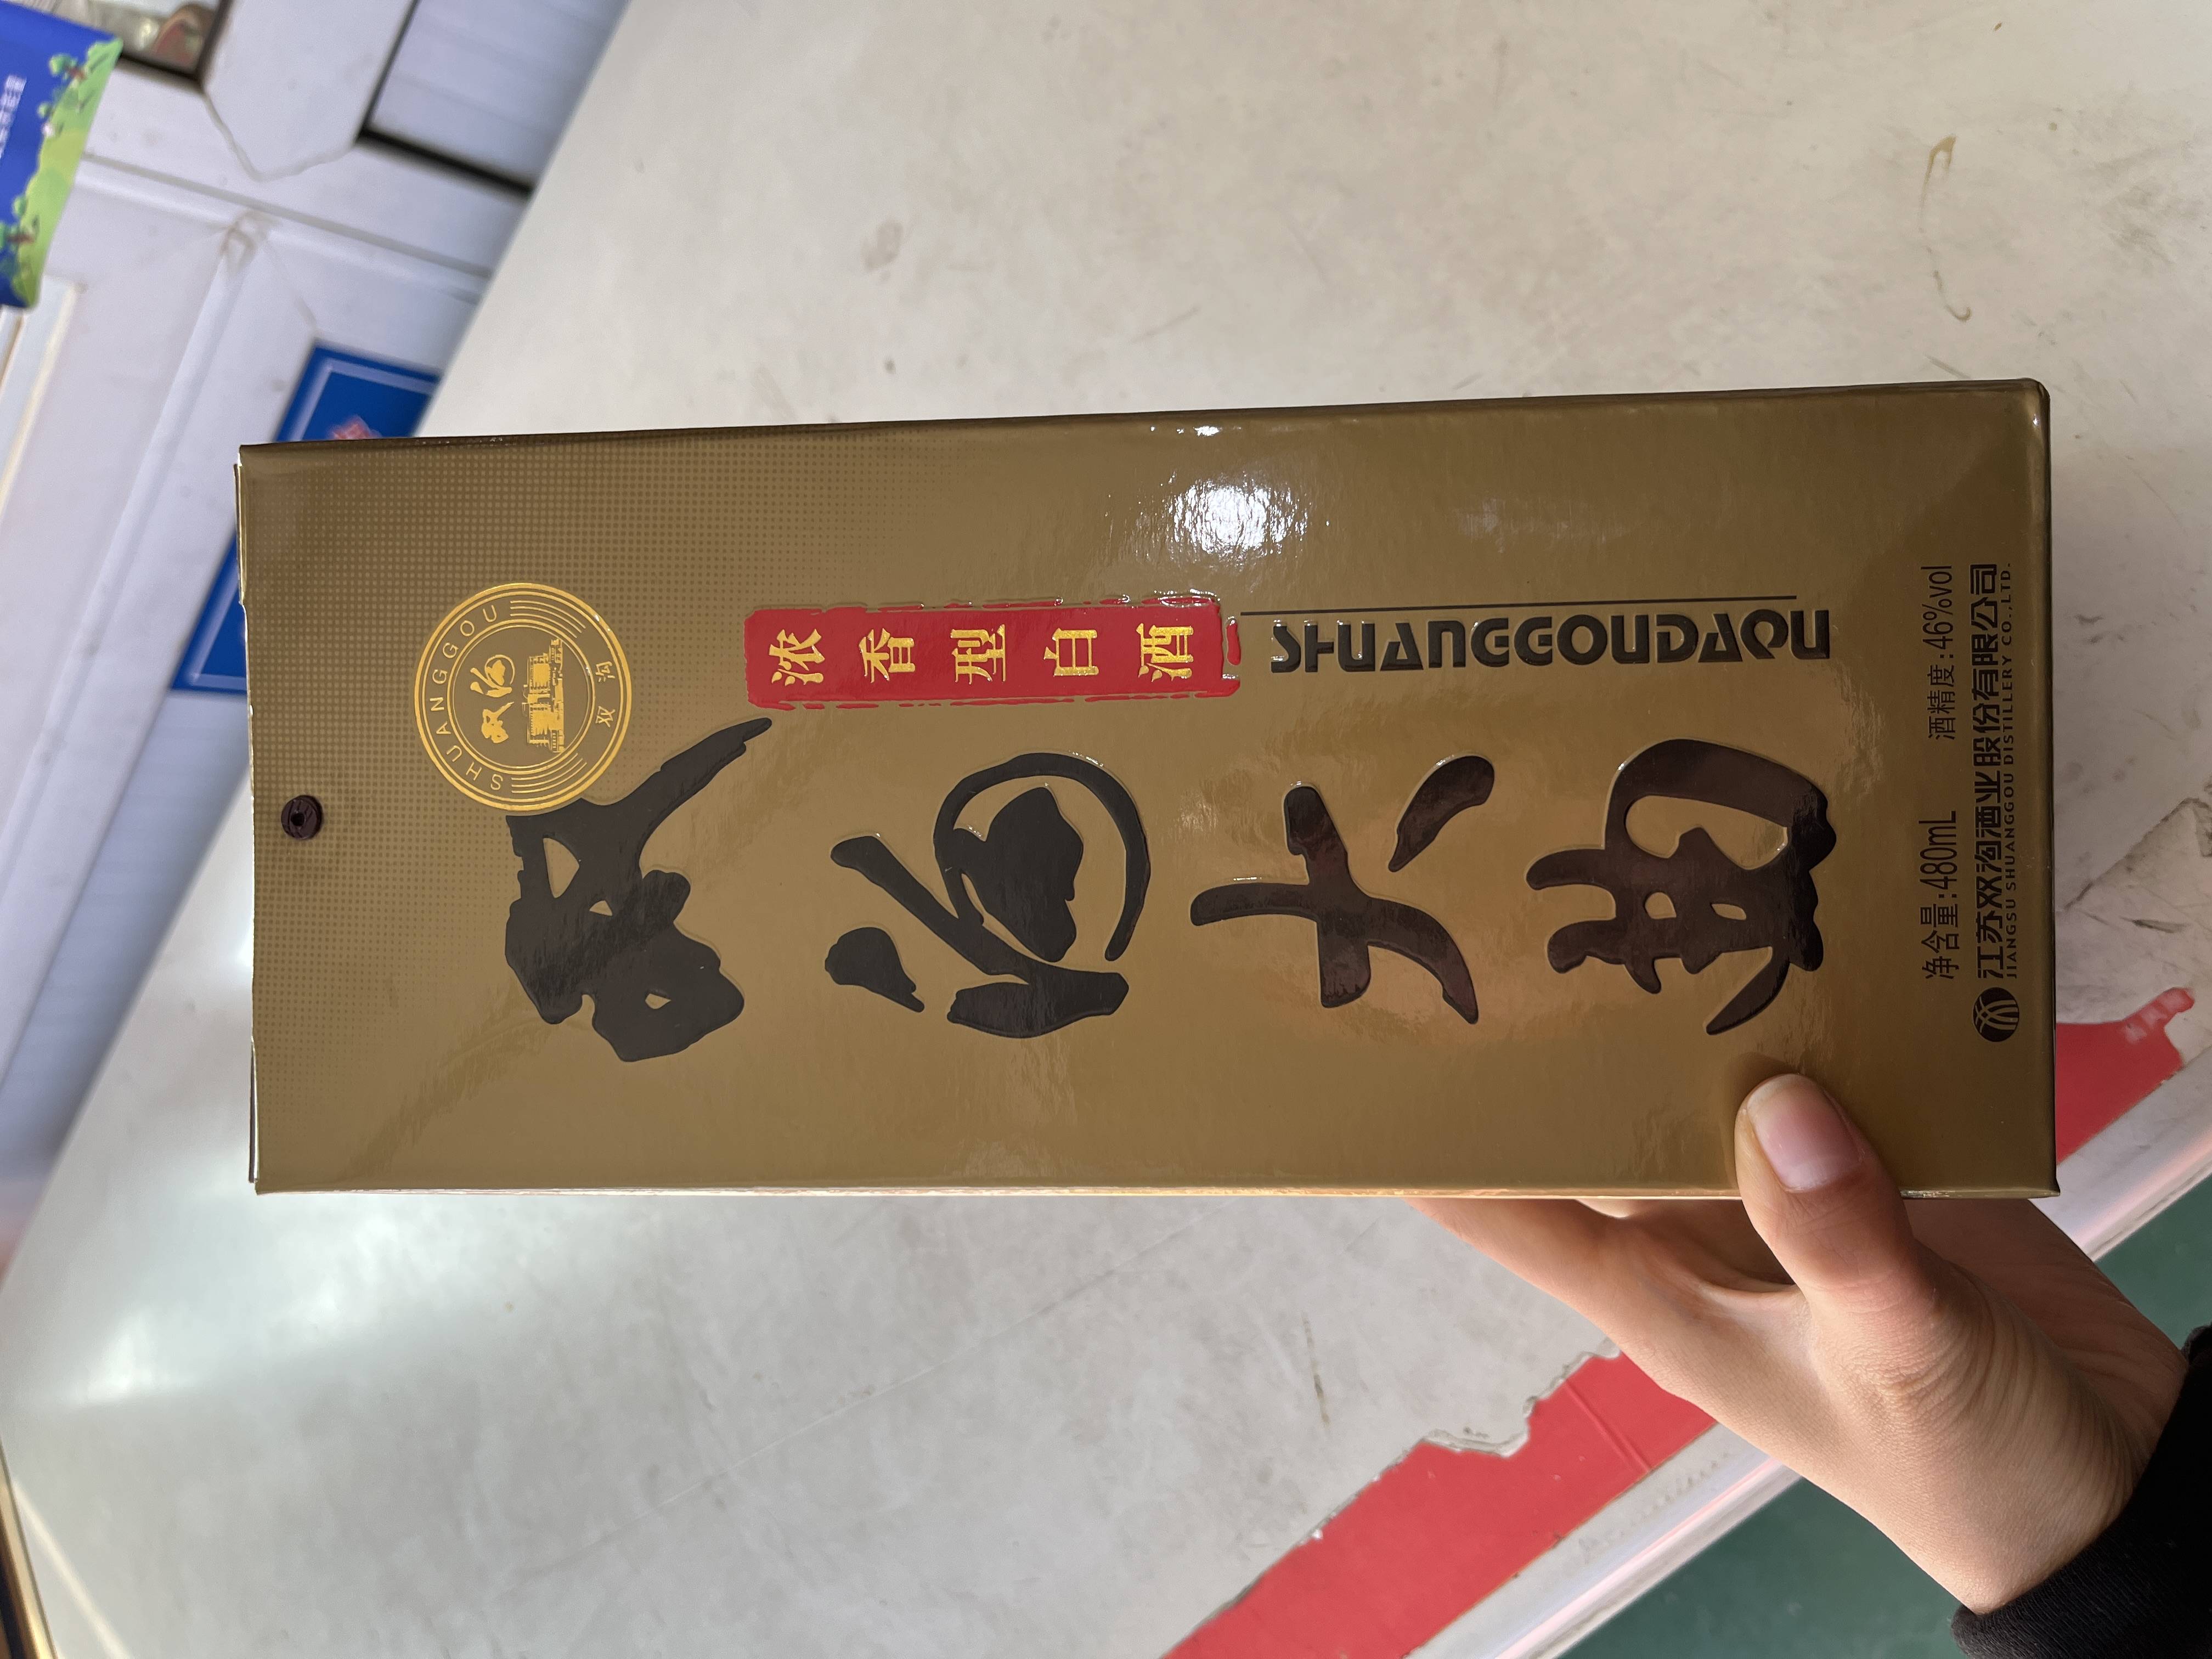 SHUANGGOU
双沟
双沟
双沟大曲
浓香型白酒
SHUANGGOUDAQU
净含量:480mL 酒精度:46%vol
江苏双沟酒业股份有限公司
JIANGSU SHUANGGOU DISTILLERY CO.,LTD.